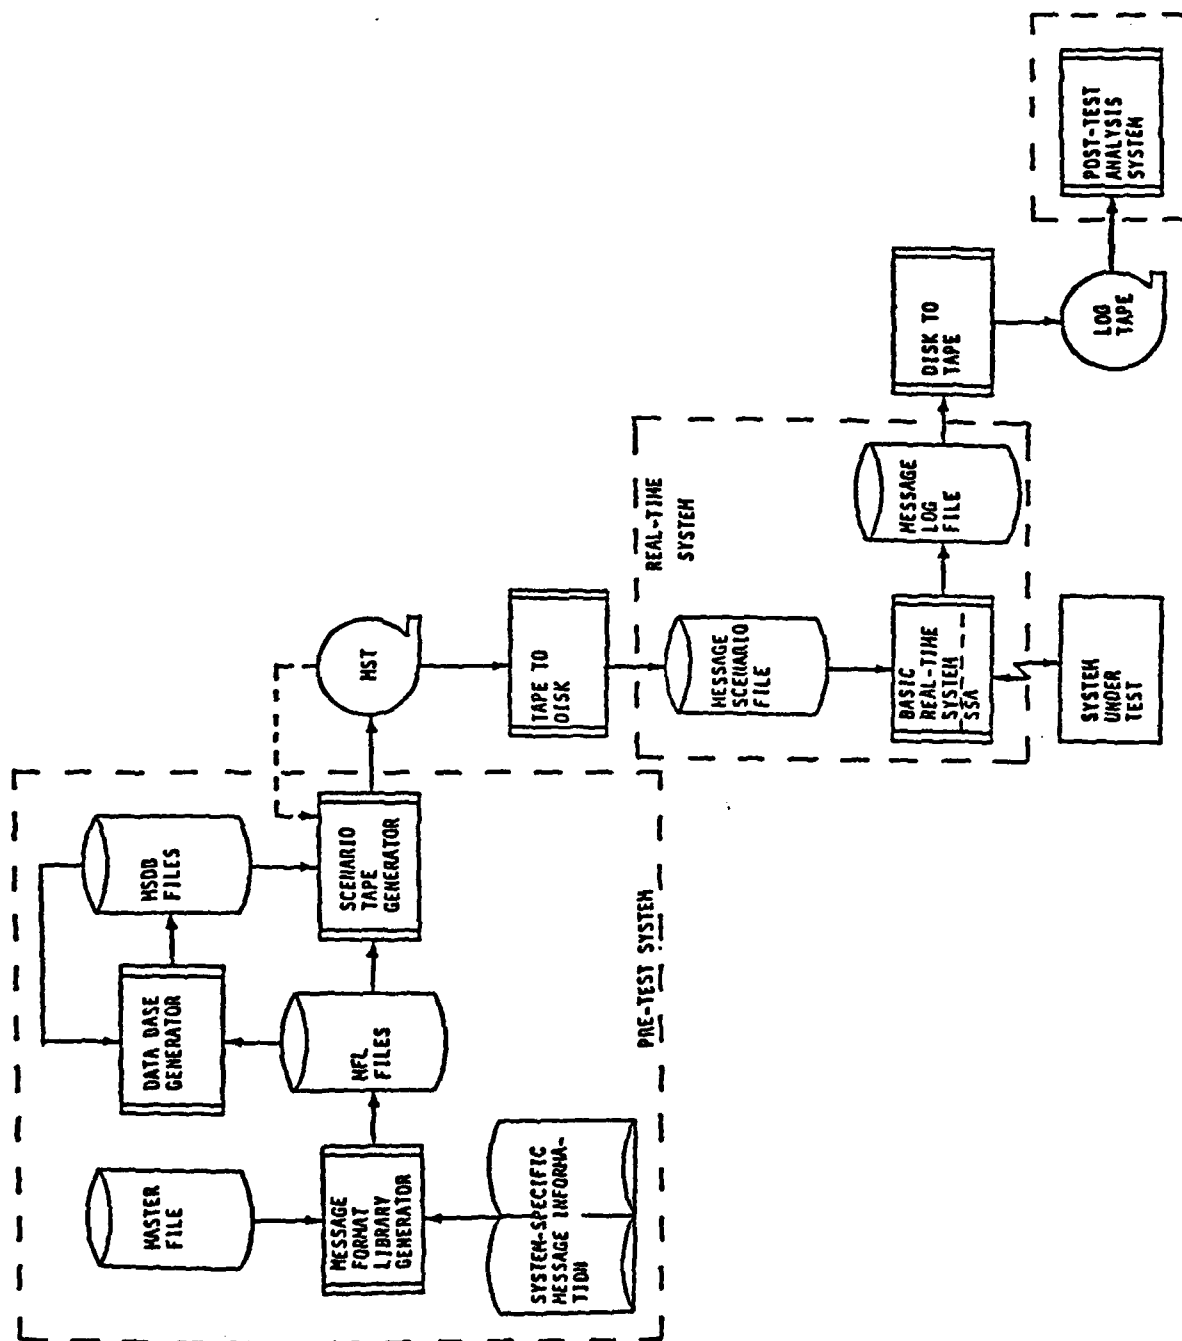 MASTER
FILE
MESSAGE
FORMAT
LIBRARY
GENERATOR
SYSTEM-SPECIFIC
MESSAGE INFORMA-
TION
DATA BASE
GENERATOR
MFL
FILES
MSDB
FILES
SCENARIO
TAPE
GENERATOR
PRE-TEST SYSTEM
MST
TAPE TO
DISK
REAL-TIME
SYSTEM
MESSAGE
SCENARIO
FILE
BASIC
REAL-TIME
SYSTEM
SSA
SYSTEM
UNDER
TEST
MESSAGE
LOG
FILE
DISK TO
TAPE
LOG
TAPE
POST-TEST
ANALYSIS
SYSTEM